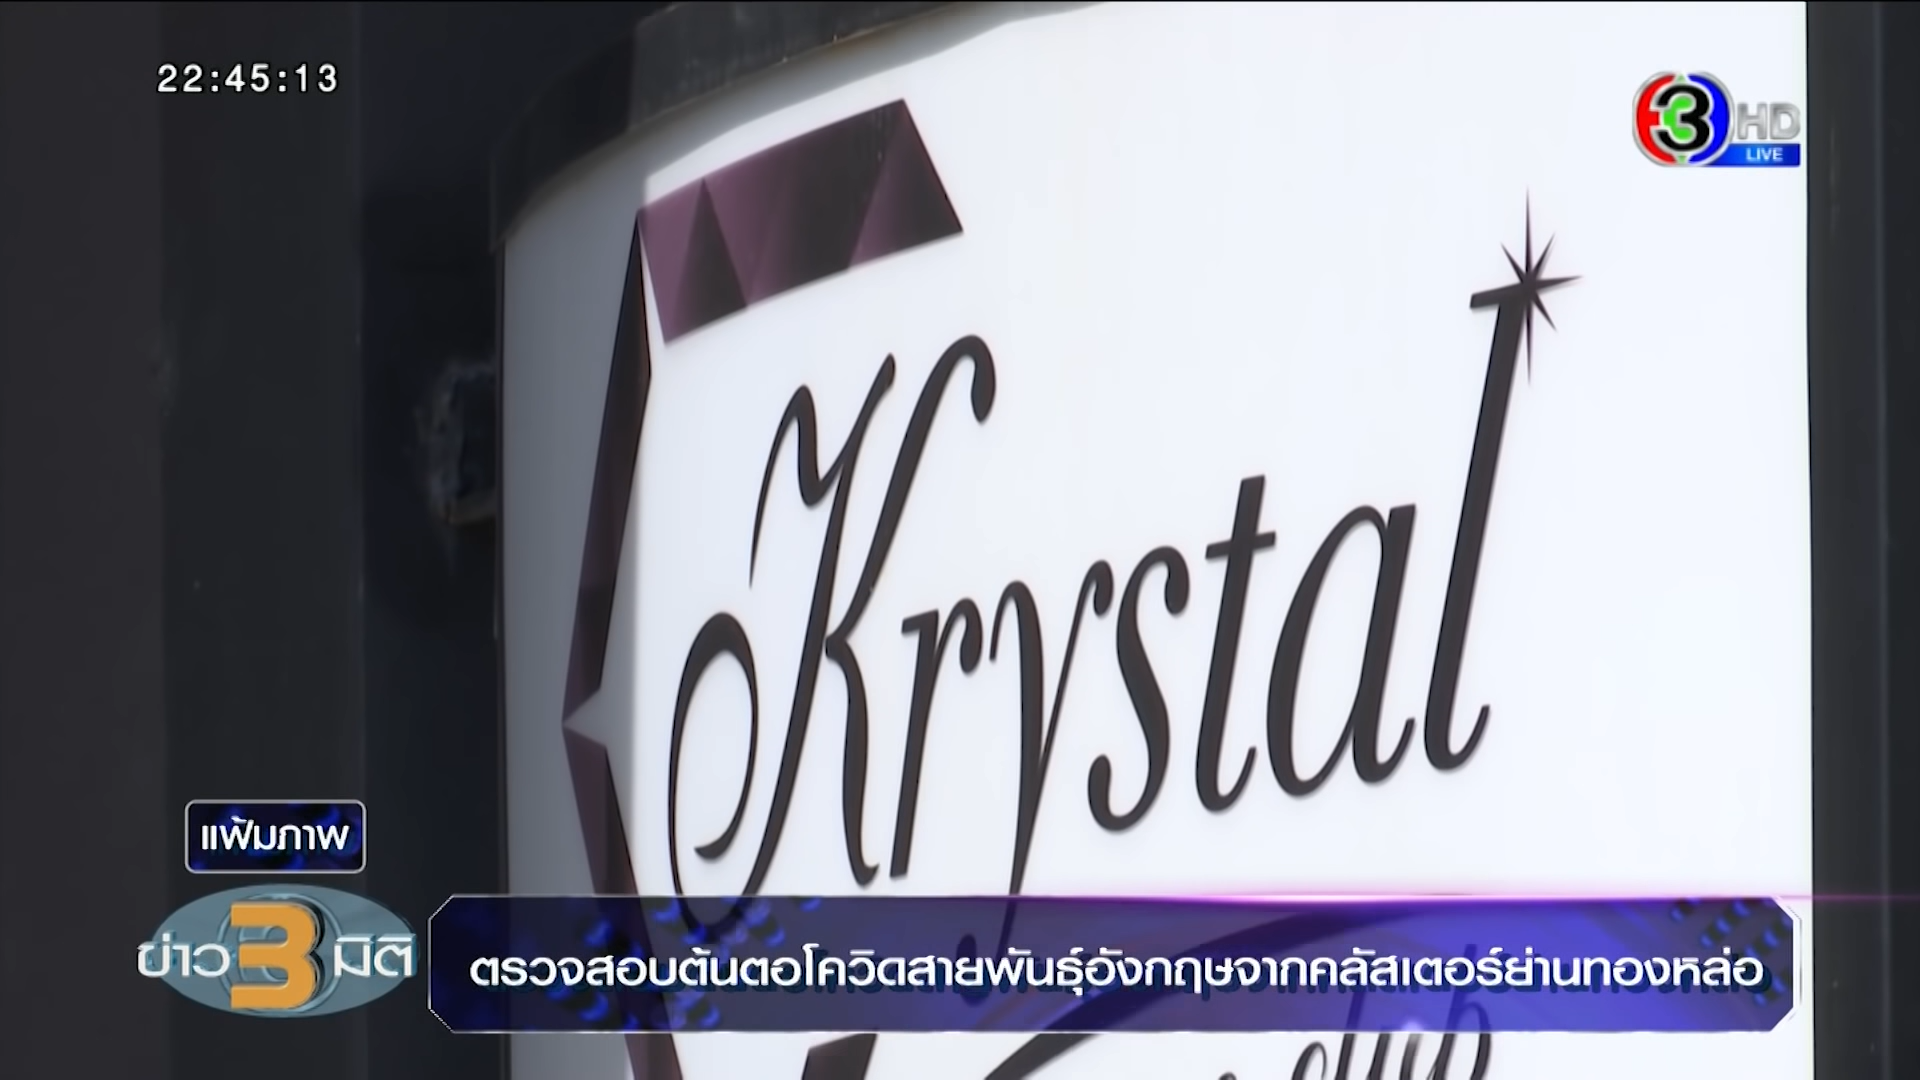 22:45:13
3 HD
LIVE
Krystal
แฟ้มภาพ
ข่าว 3 มิติ
ตรวจสอบต้นตอโควิดสายพันธุ์อังกฤษจากคลัสเตอร์ย่านทองหล่อ
club